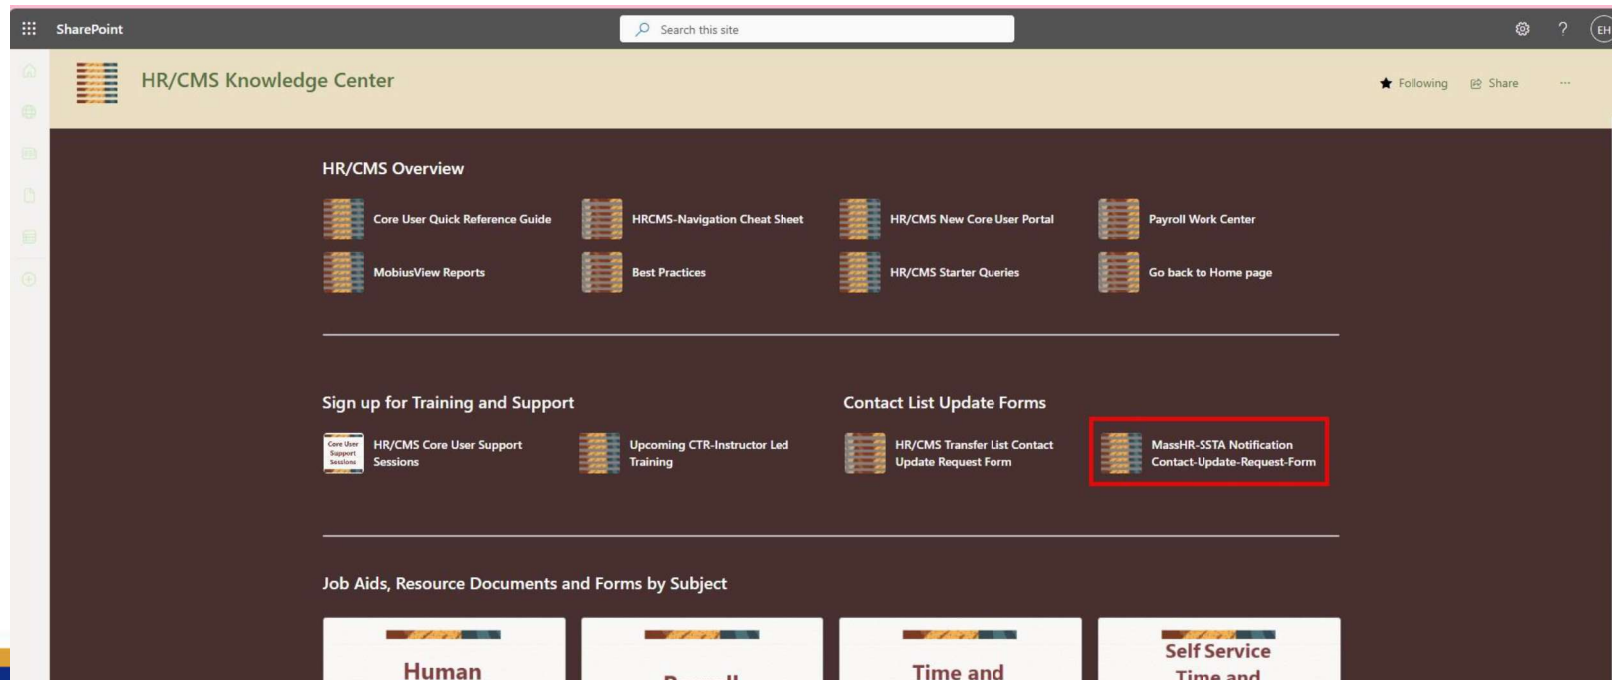 SharePoint
Search this site
?
EH
HR/CMS Knowledge Center
Following
Share
...
HR/CMS Overview
Core User Quick Reference Guide
HRCMS-Navigation Cheat Sheet
HR/CMS New Core User Portal
Payroll Work Center
MobiusView Reports
Best Practices
HR/CMS Starter Queries
Go back to Home page
Sign up for Training and Support
Contact List Update Forms
Core User
Support
Sessions
HR/CMS Core User Support
Sessions
Upcoming CTR-Instructor Led
Training
HR/CMS Transfer List Contact
Update Request Form
MassHR-SSTA Notification
Contact-Update-Request-Form
Job Aids, Resource Documents and Forms by Subject
Human
Time and
Self Service
Time and